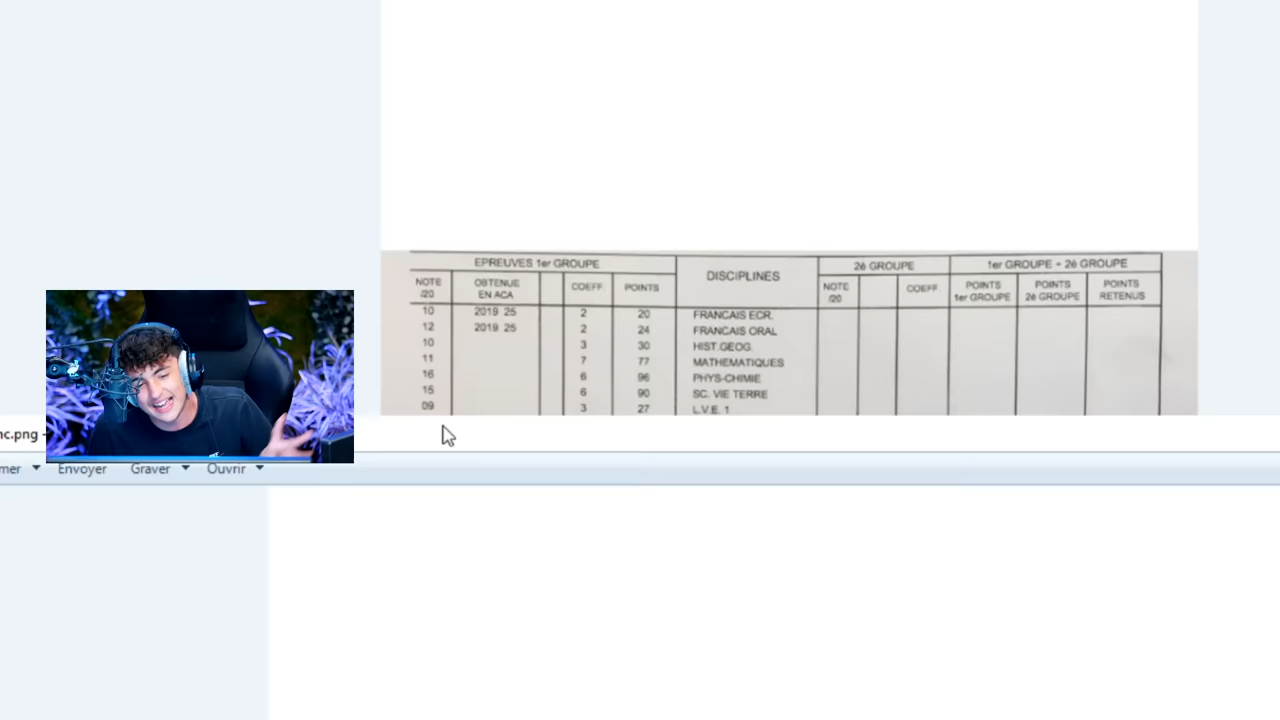 EPREUVES 1er GROUPE DISCIPLINES 2è GROUPE 1er GROUPE + 2è GROUPE
NOTE /20 OBTENUE EN ACA COEFF. POINTS NOTE /20 COEFF. POINTS 1er GROUPE POINTS 2è GROUPE POINTS RETENUS
10 2019 25 2 20 FRANCAIS ECR.
12 2019 25 2 24 FRANCAIS ORAL
10 3 30 HIST.GEOG.
11 7 77 MATHEMATIQUES
16 6 96 PHYS-CHIMIE
15 6 90 SC. VIE TERRE
09 3 27 L.V.E. 1
nc.png -
mer Envoyer Graver Ouvrir